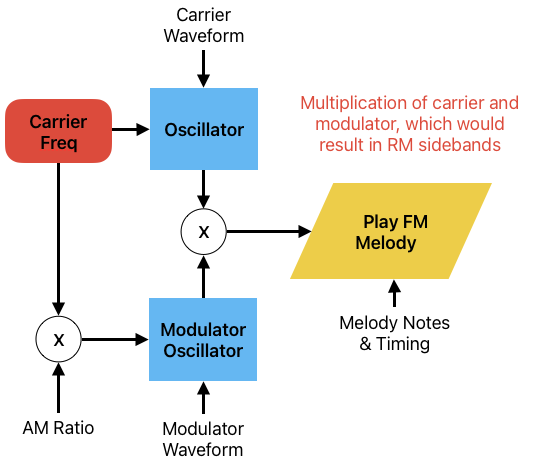 Carrier
Waveform
Carrier
Freq
Oscillator
Multiplication of carrier and
modulator, which would
result in RM sidebands
X
Play FM
Melody
X
Modulator
Oscillator
Melody Notes
& Timing
AM Ratio
Modulator
Waveform